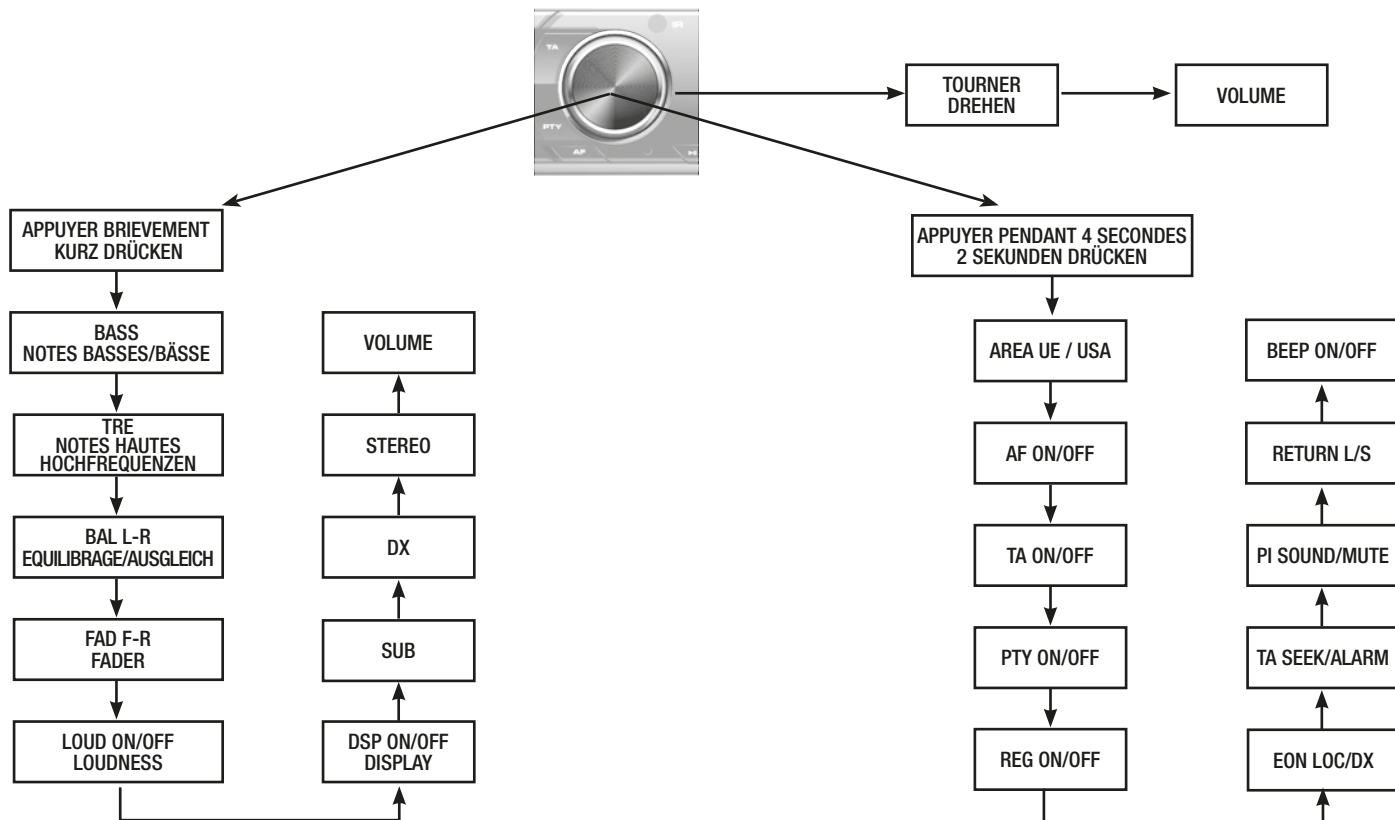 IR
TA
PTY
AF
TOURNER
DREHEN
VOLUME
APPUYER BRIEVEMENT
KURZ DRÜCKEN
BASS
NOTES BASSES/BÄSSE
TRE
NOTES HAUTES
HOCHFREQUENZEN
BAL L-R
EQUILIBRAGE/AUSGLEICH
FAD F-R
FADER
LOUD ON/OFF
LOUDNESS
DSP ON/OFF
DISPLAY
SUB
DX
STEREO
VOLUME
APPUYER PENDANT 4 SECONDES
2 SEKUNDEN DRÜCKEN
AREA UE / USA
AF ON/OFF
TA ON/OFF
PTY ON/OFF
REG ON/OFF
EON LOC/DX
TA SEEK/ALARM
PI SOUND/MUTE
RETURN L/S
BEEP ON/OFF